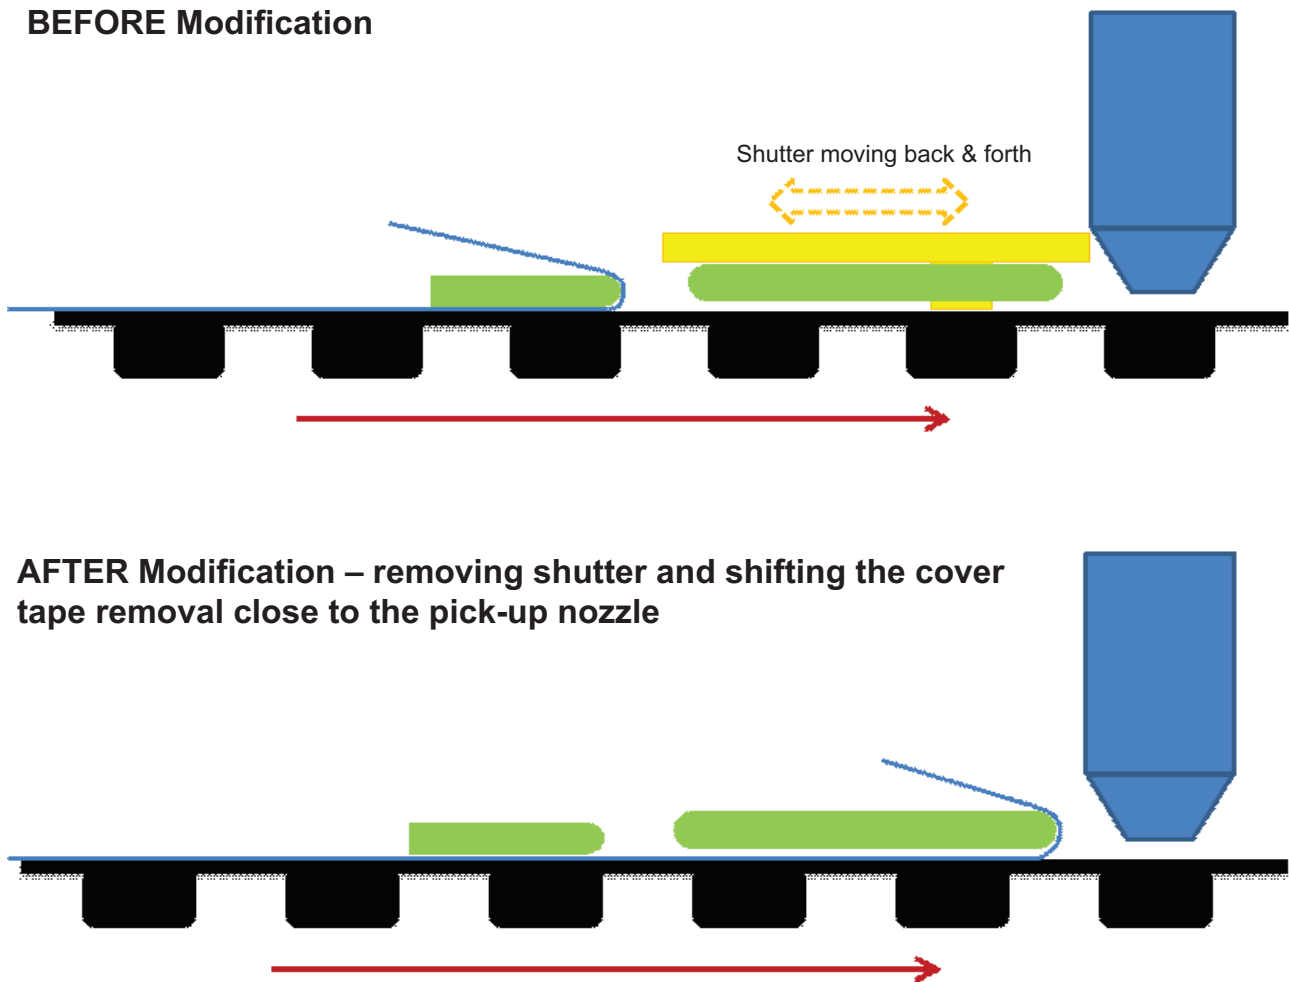 BEFORE Modification
Shutter moving back & forth
AFTER Modification – removing shutter and shifting the cover
tape removal close to the pick-up nozzle